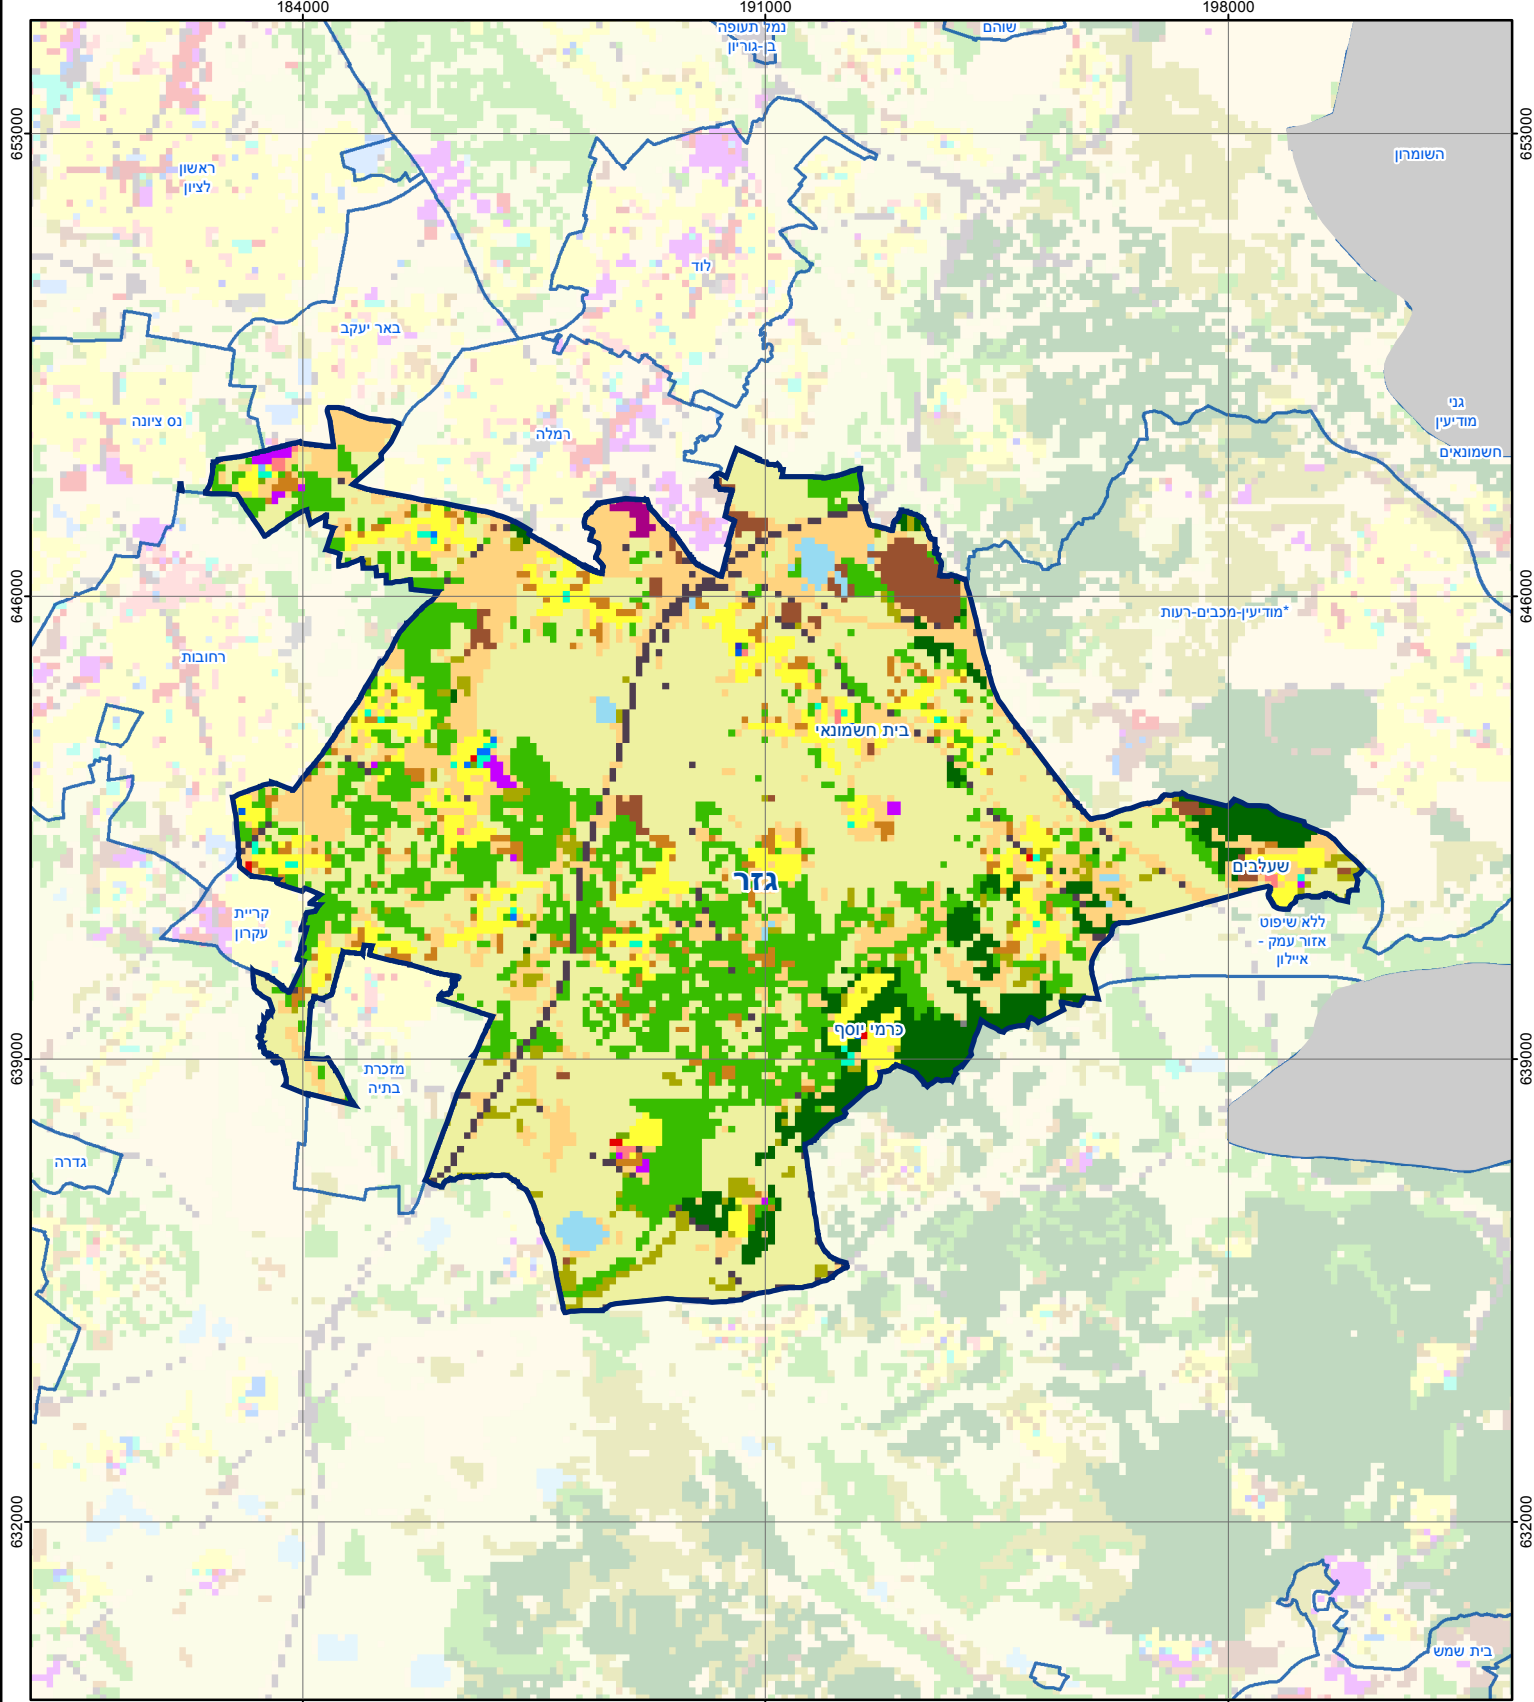 184000
191000
198000
נמל תעופה
בן-גוריון
שוהם
653000
653000
ראשון
לציון
השומרון
לוד
באר יעקב
נס ציונה
רמלה
גני
מודיעין
חשמונאים
646000
646000
מודיעין-מכבים-רעות*
רחובות
בית חשמונאי
גזר
שעלבים
קריית
עקרון
ללא שיפוט
אזור עמק -
איילון
כרמי יוסף
639000
639000
מזכרת
בתיה
גדרה
632000
632000
בית שמש